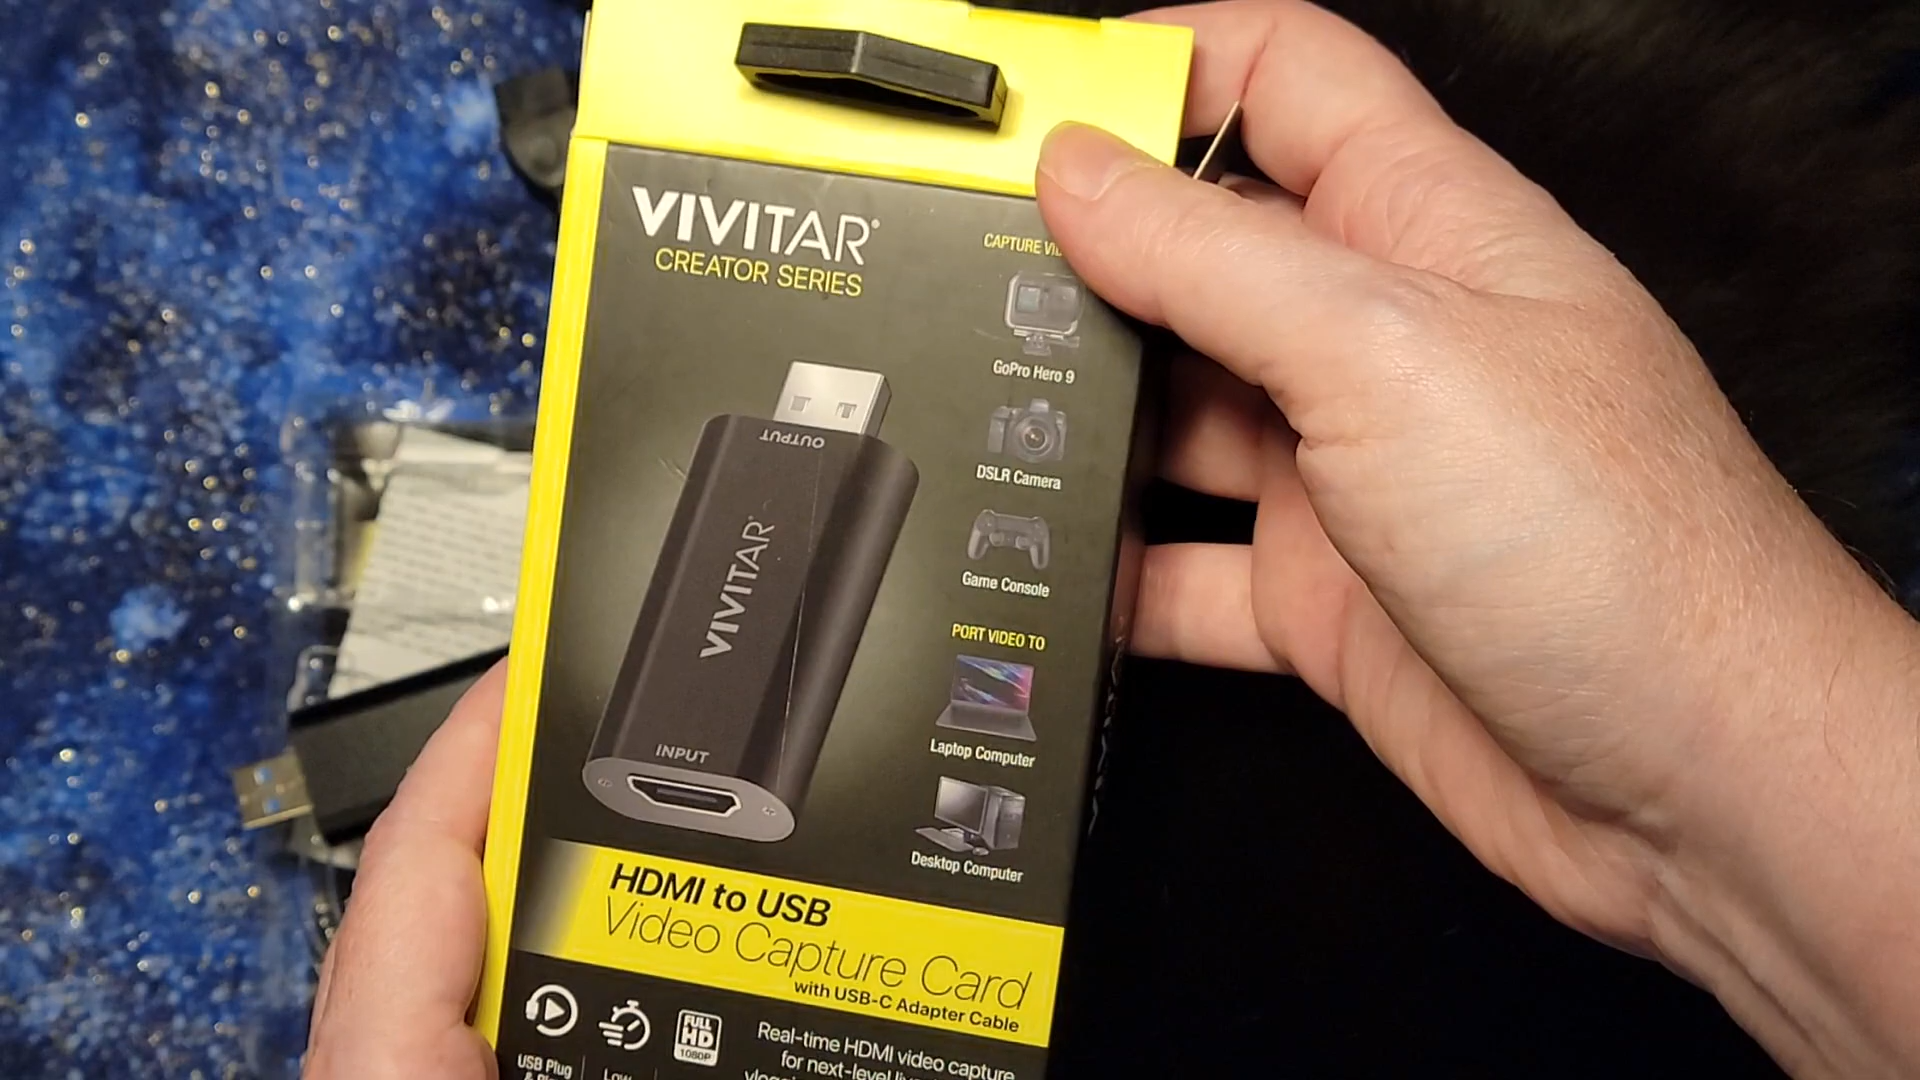 VIVITAR
CREATOR SERIES
CAPTURE
GoPro Hero 9
DSLR Camera
Game Console
PORT VIDEO TO
Laptop Computer
Desktop Computer
OUTPUT
VIVITAR
INPUT
HDMI to USB
Video Capture Card
with USB-C Adapter Cable
FULL
HD
1080P
USB Plug
Low
Real-time HDMI video capture
for next-level